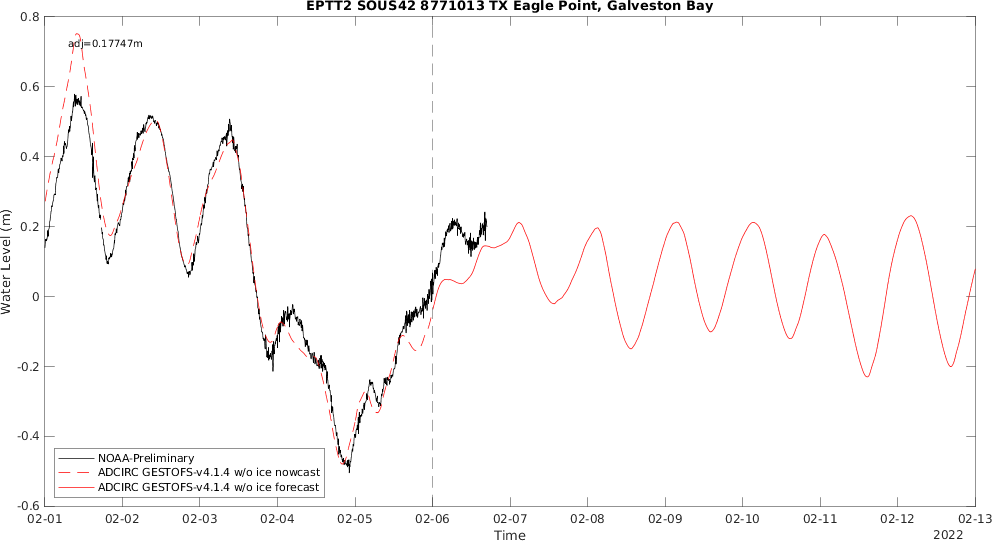 EPTT2 SOUS42 8771013 TX Eagle Point, Galveston Bay
adj=0.17747m
Water Level (m)
0.8
0.6
0.4
0.2
0
-0.2
-0.4
-0.6
NOAA-Preliminary
ADCIRC GESTOFS-v4.1.4 w/o ice nowcast
ADCIRC GESTOFS-v4.1.4 w/o ice forecast
02-01 02-02 02-03 02-04 02-05 02-06 02-07 02-08 02-09 02-10 02-11 02-12 02-13
Time
2022